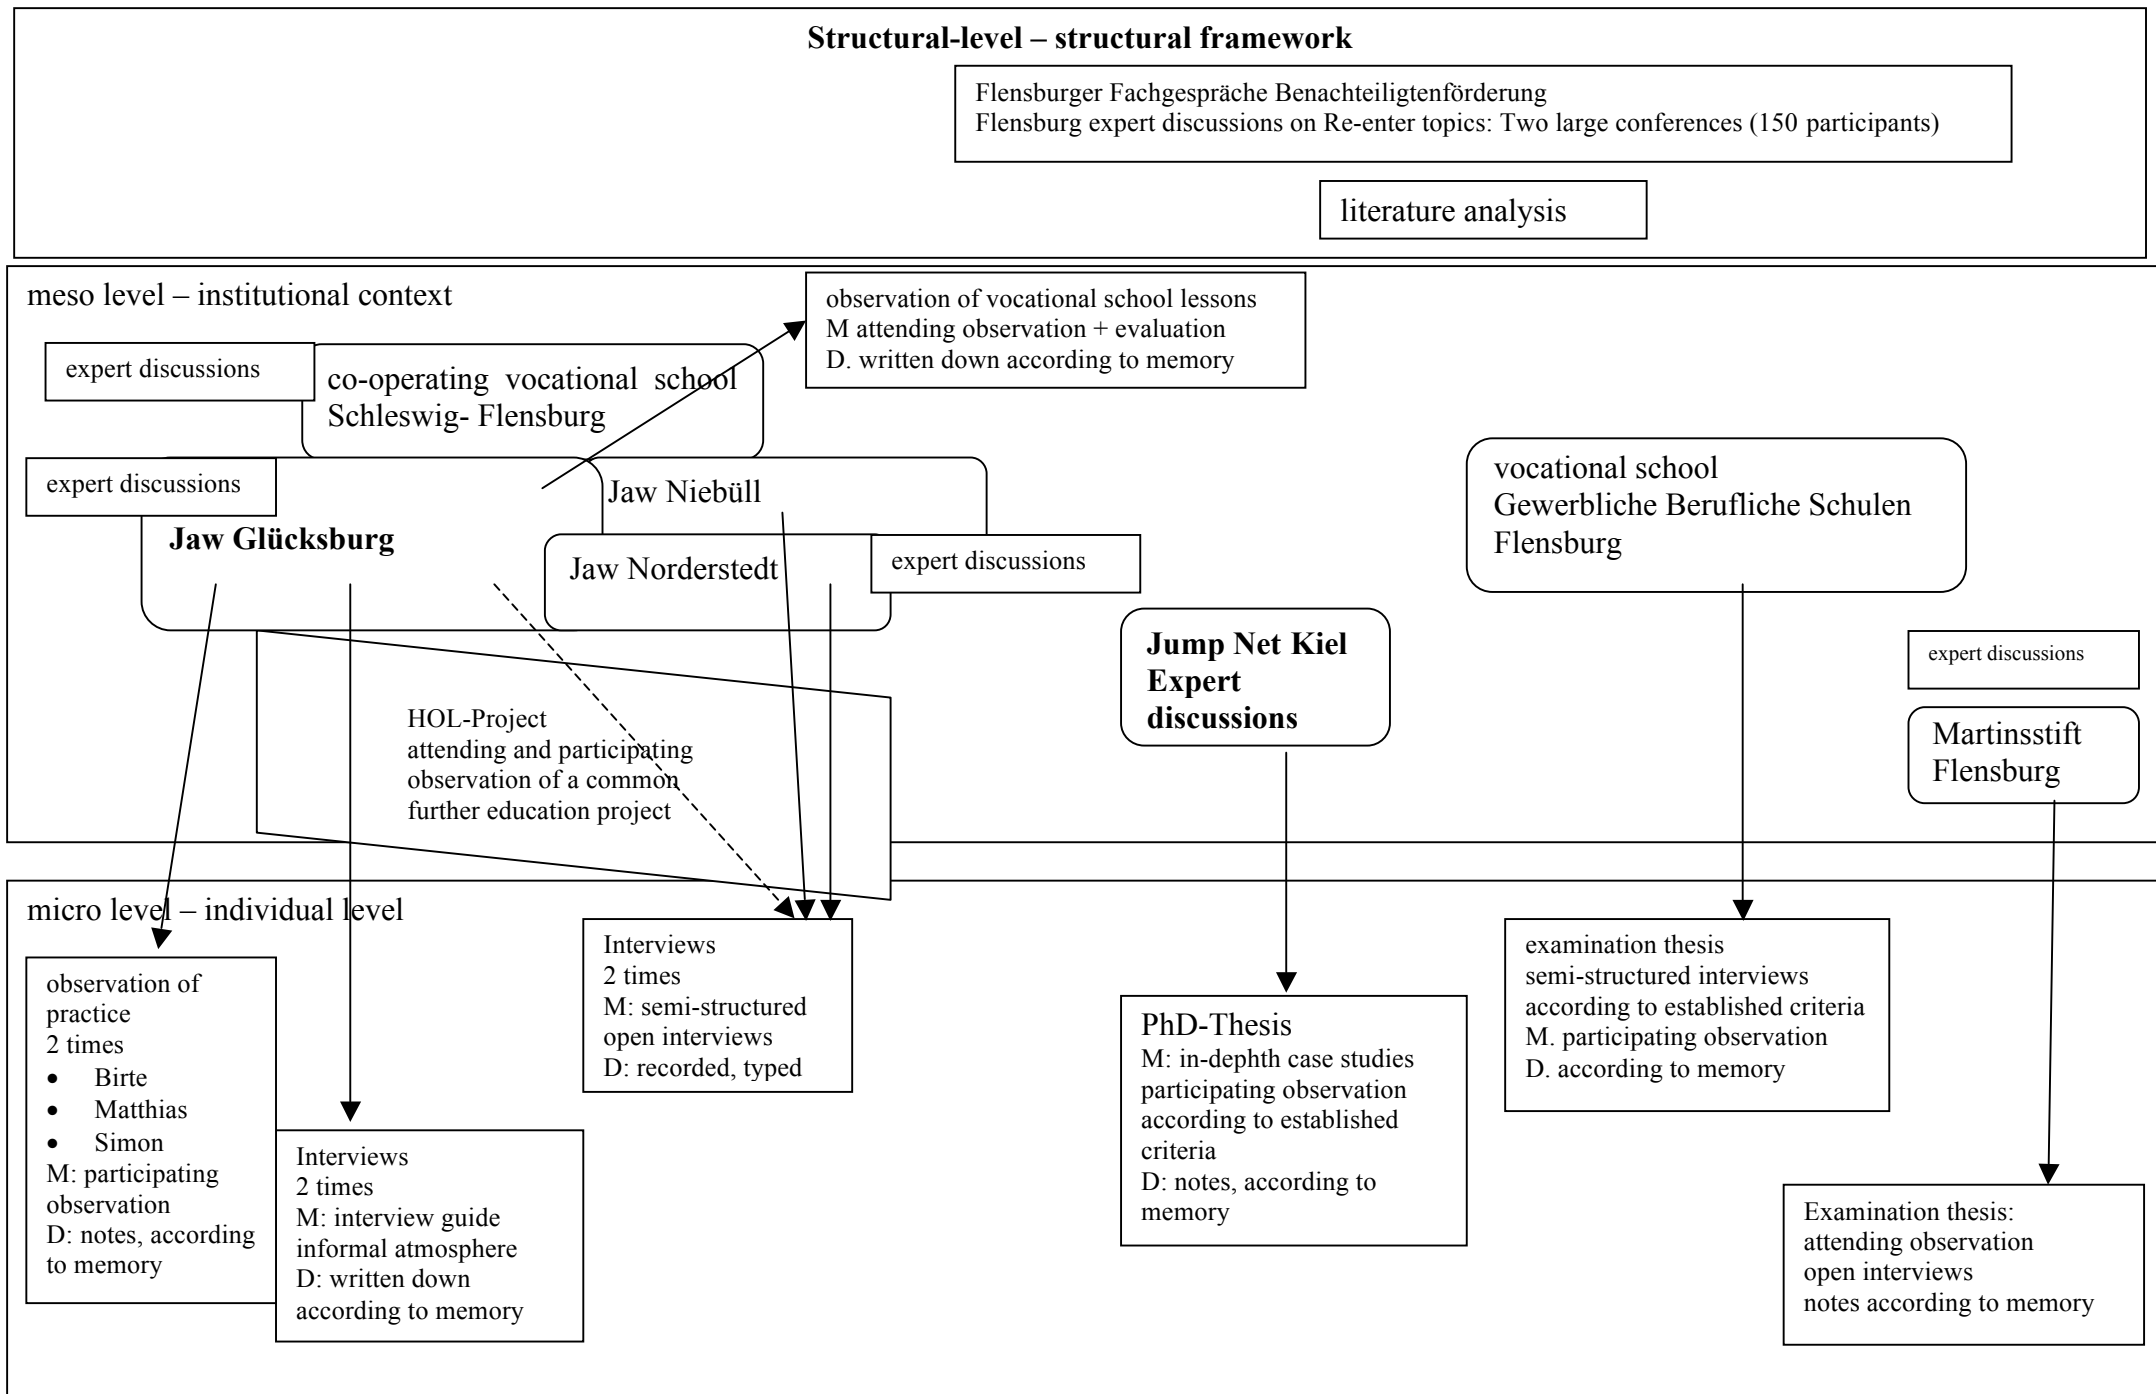 Structural-level – structural framework
Flensburger Fachgespräche Benachteiligtenförderung
Flensburg expert discussions on Re-enter topics: Two large conferences (150 participants)
literature analysis
meso level – institutional context
observation of vocational school lessons
M attending observation + evaluation
D. written down according to memory
expert discussions
co-operating vocational school
Schleswig- Flensburg
expert discussions
Jaw Glücksburg
Jaw Niebüll
Jaw Norderstedt
expert discussions
vocational school
Gewerbliche Berufliche Schulen
Flensburg
Jump Net Kiel
Expert
discussions
expert discussions
Martinsstift
Flensburg
HOL-Project
attending and participating
observation of a common
further education project
micro level – individual level
observation of
practice
2 times
• Birte
• Matthias
• Simon
M: participating
observation
D: notes, according
to memory
Interviews
2 times
M: interview guide
informal atmosphere
D: written down
according to memory
Interviews
2 times
M: semi-structured
open interviews
D: recorded, typed
PhD-Thesis
M: in-dephth case studies
participating observation
according to established
criteria
D: notes, according to
memory
examination thesis
semi-structured interviews
according to established criteria
M. participating observation
D. according to memory
Examination thesis:
attending observation
open interviews
notes according to memory